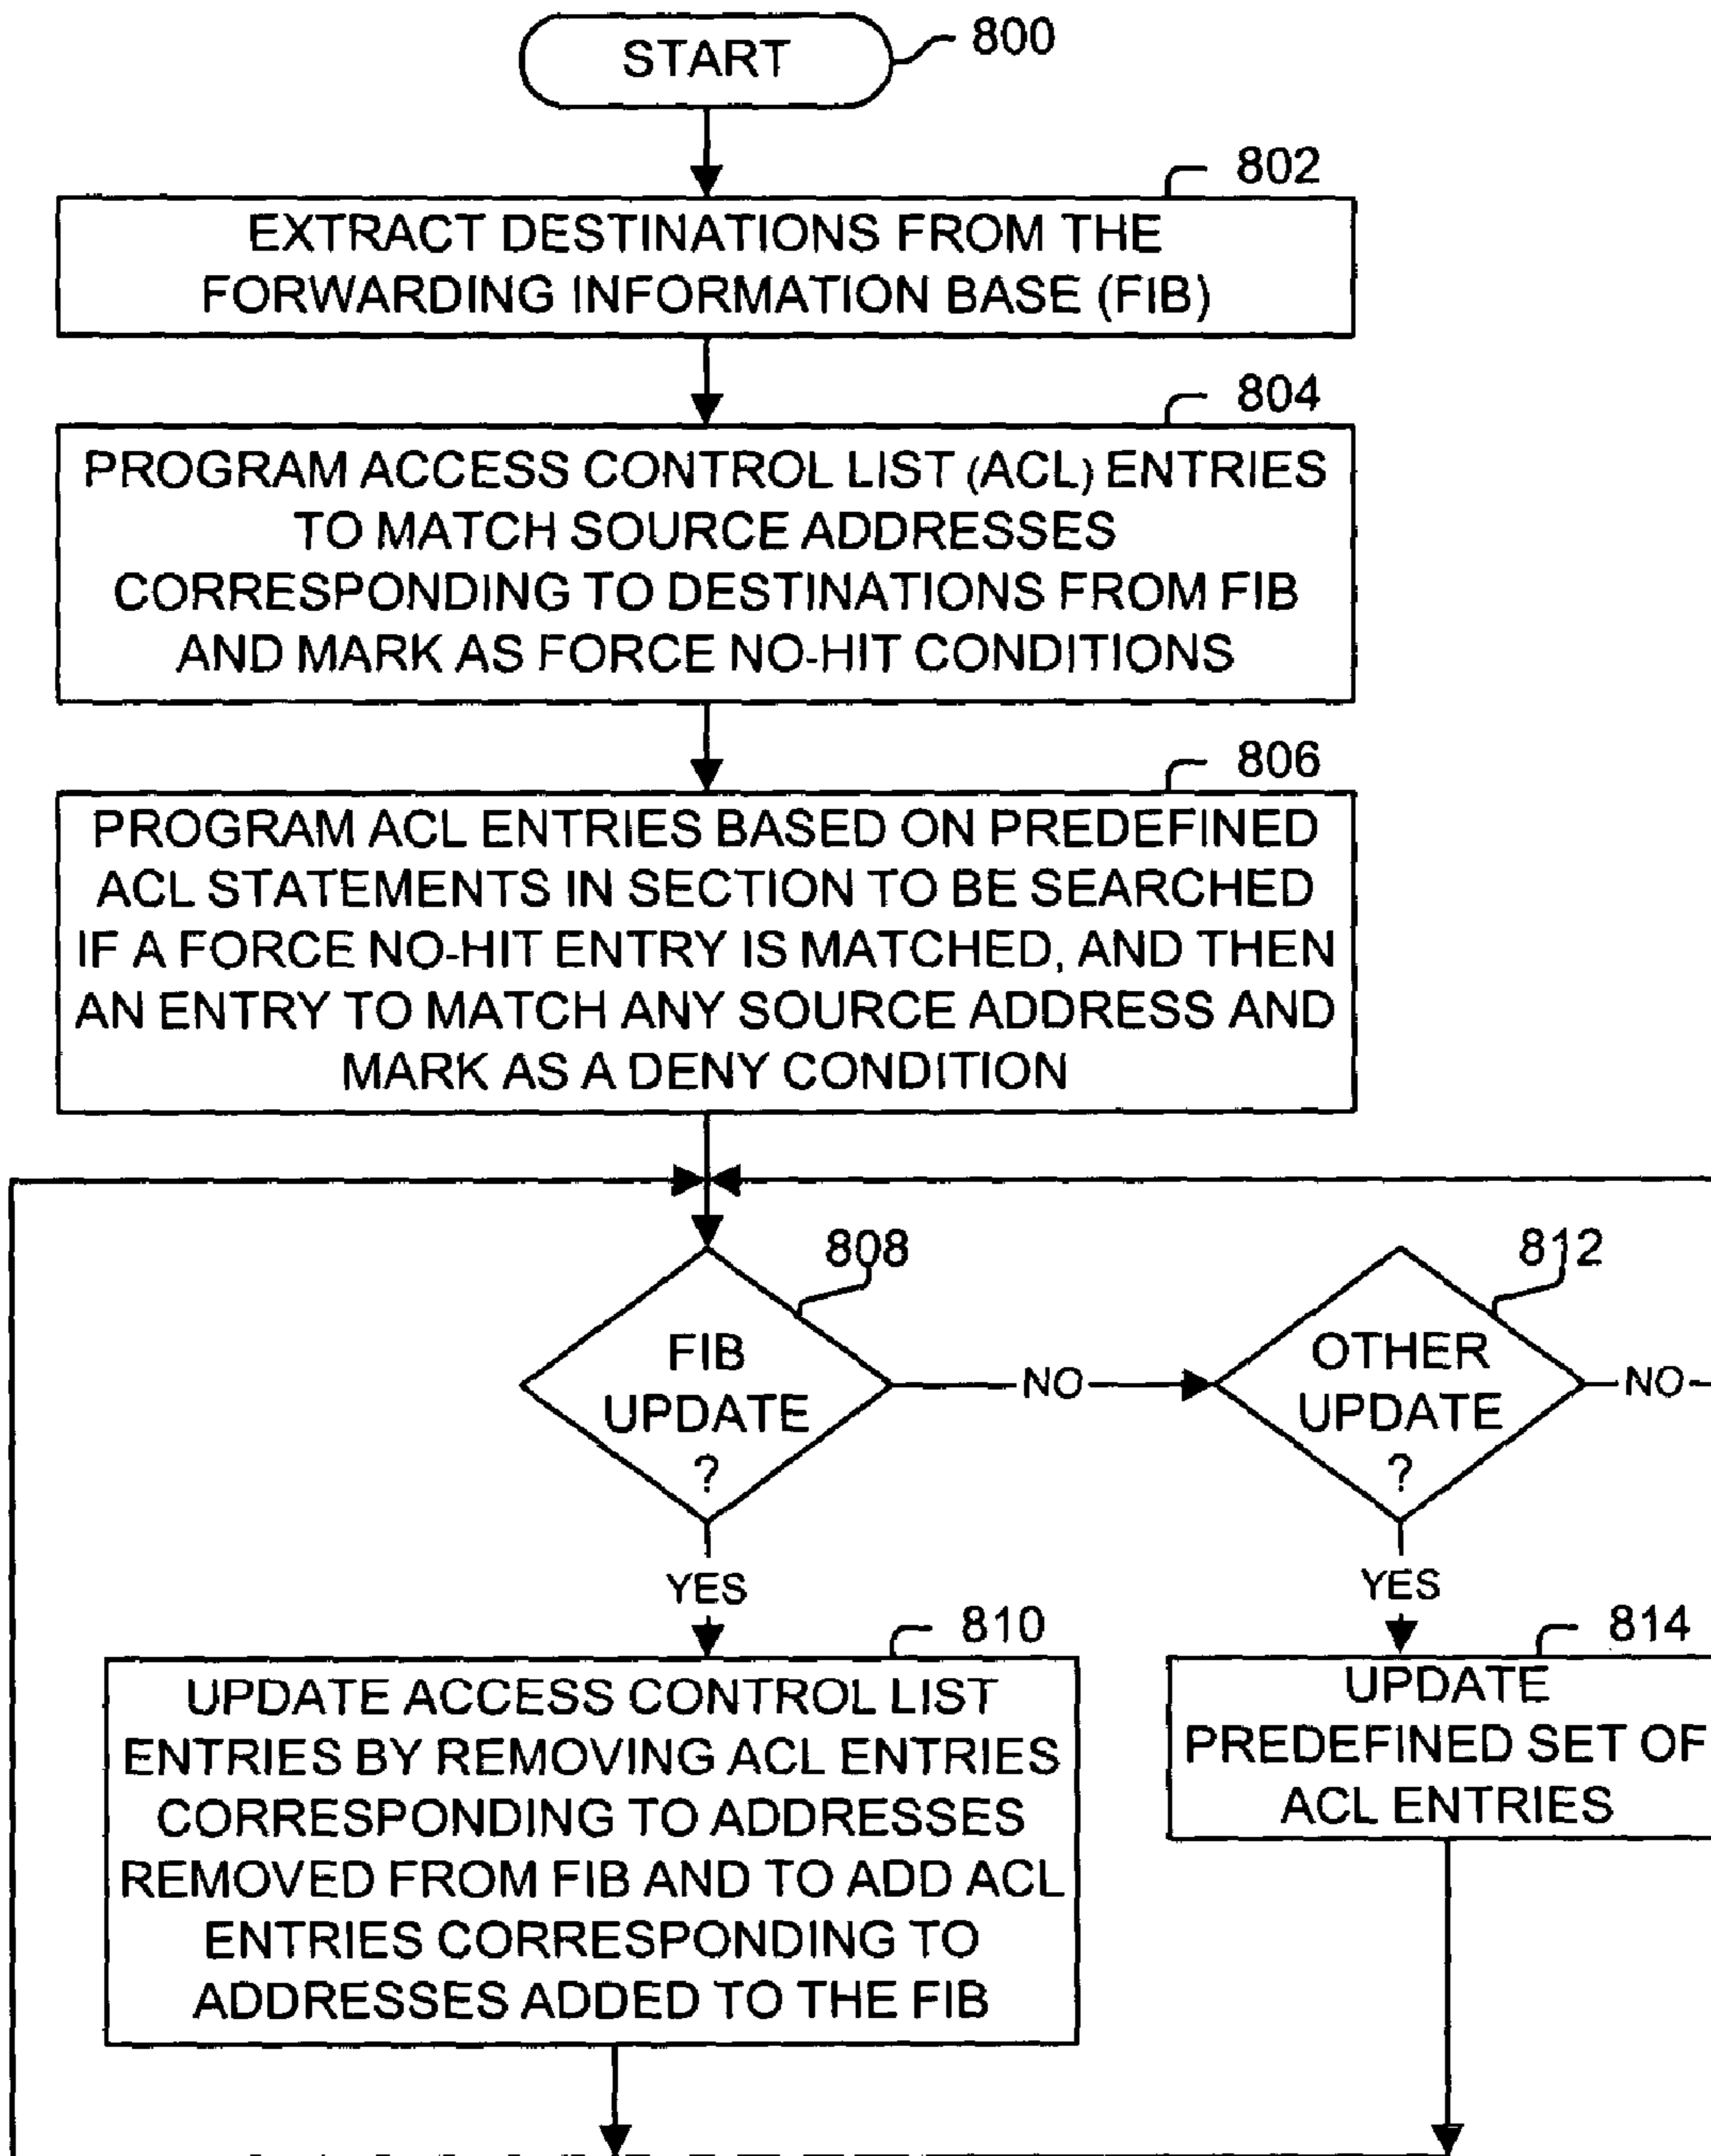 START
800
802
EXTRACT DESTINATIONS FROM THE
FORWARDING INFORMATION BASE (FIB)
804
PROGRAM ACCESS CONTROL LIST (ACL) ENTRIES
TO MATCH SOURCE ADDRESSES
CORRESPONDING TO DESTINATIONS FROM FIB
AND MARK AS FORCE NO-HIT CONDITIONS
806
PROGRAM ACL ENTRIES BASED ON PREDEFINED
ACL STATEMENTS IN SECTION TO BE SEARCHED
IF A FORCE NO-HIT ENTRY IS MATCHED, AND THEN
AN ENTRY TO MATCH ANY SOURCE ADDRESS AND
MARK AS A DENY CONDITION
808
FIB
UPDATE
?
NO
812
OTHER
UPDATE
?
NO
YES
YES
810
UPDATE ACCESS CONTROL LIST
ENTRIES BY REMOVING ACL ENTRIES
CORRESPONDING TO ADDRESSES
REMOVED FROM FIB AND TO ADD ACL
ENTRIES CORRESPONDING TO
ADDRESSES ADDED TO THE FIB
814
UPDATE
PREDEFINED SET OF
ACL ENTRIES